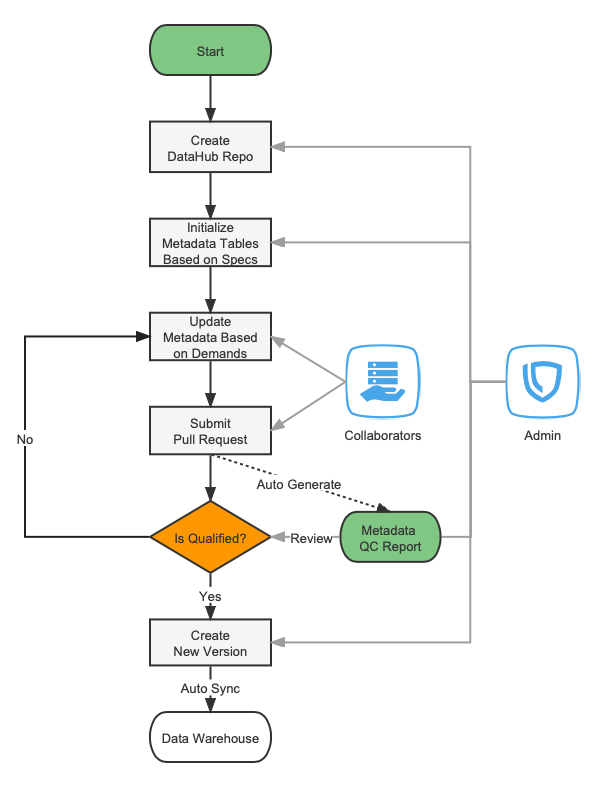 Start
Create
DataHub Repo
Initialize
Metadata Tables
Based on Specs
Update
Metadata Based
on Demands
Collaborators
Admin
Submit
Pull Request
No
Auto Generate
Is Qualified?
Review
Metadata
QC Report
Yes
Create
New Version
Auto Sync
Data Warehouse